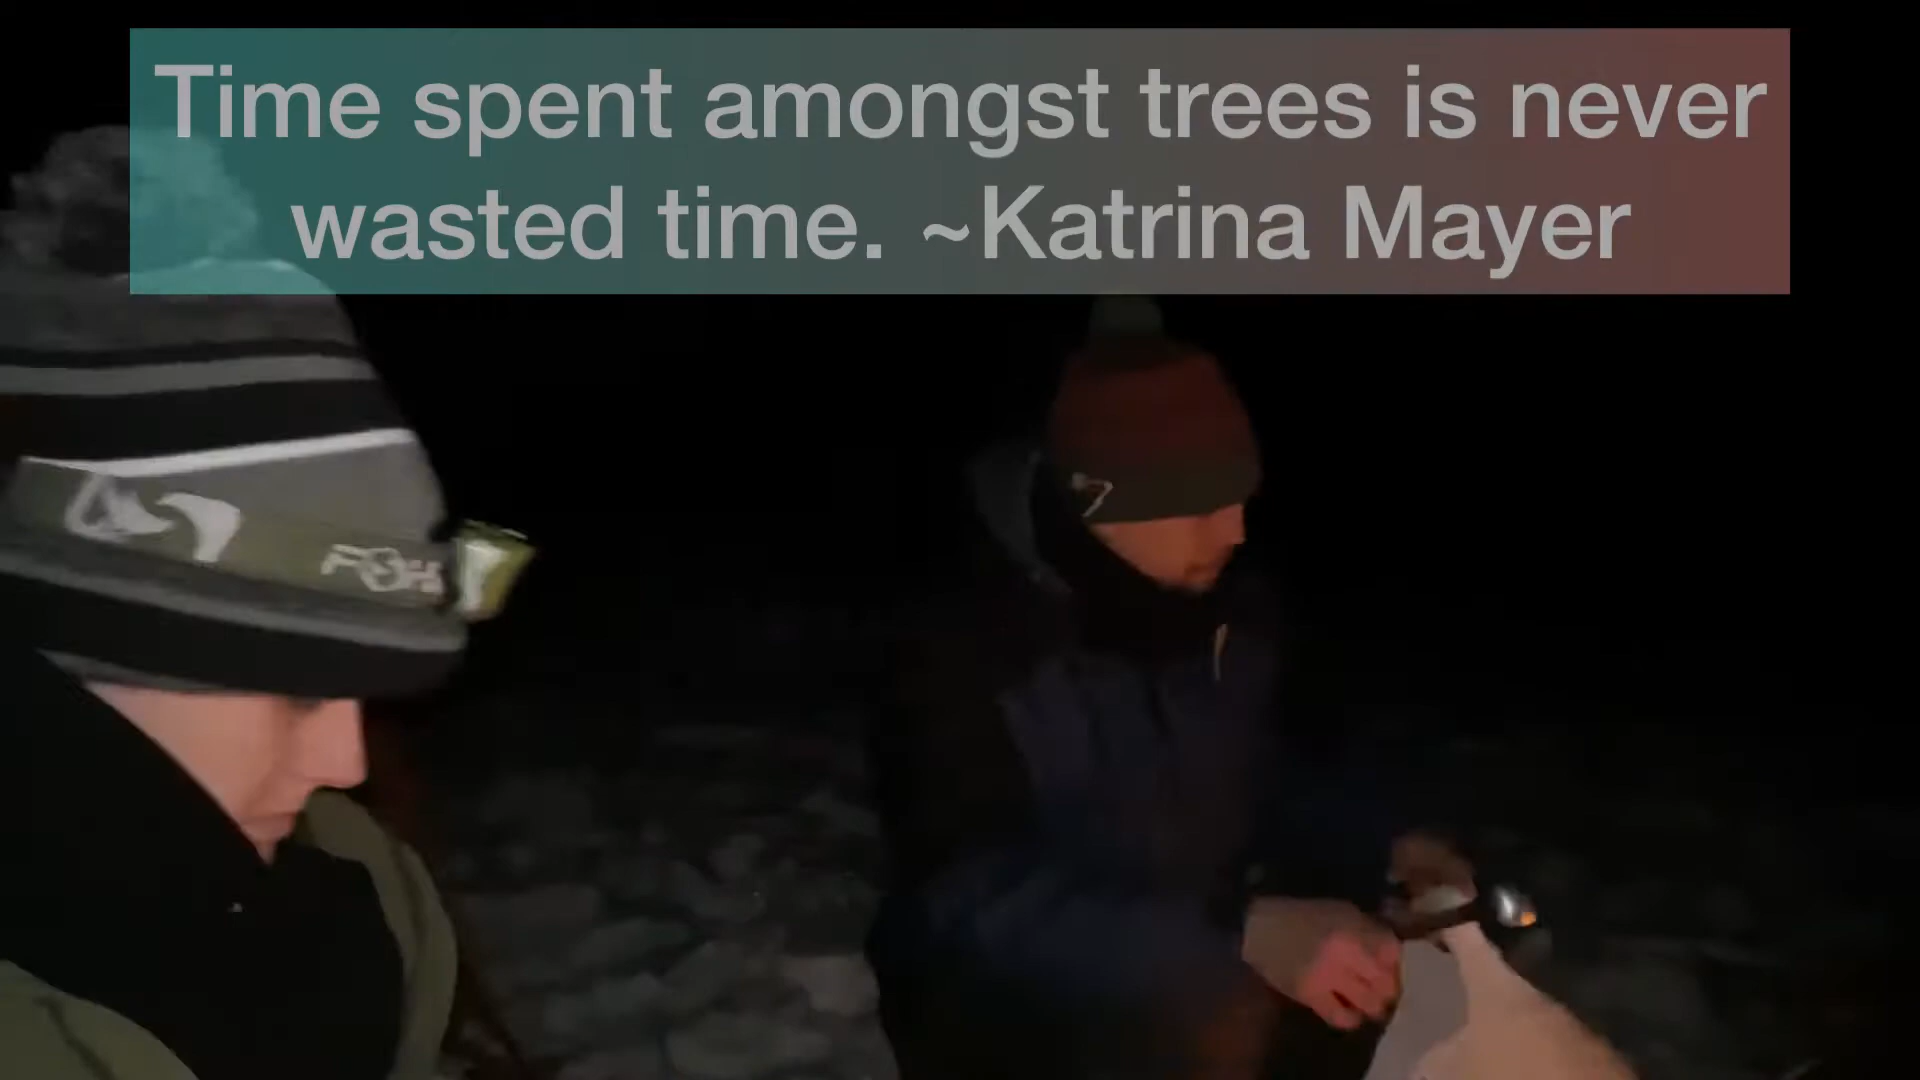 Time spent amongst trees is never
wasted time. ~Katrina Mayer